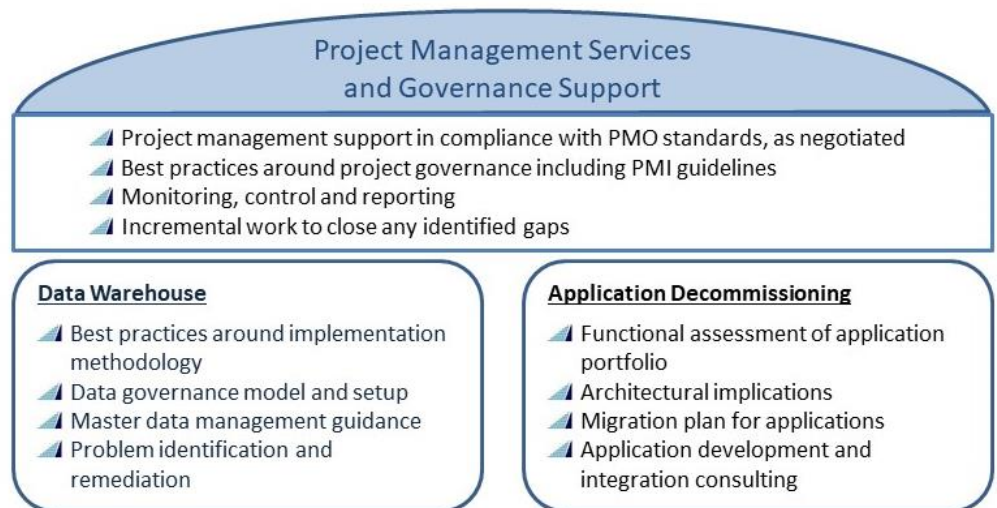 Project Management Services
and Governance Support
Project management support in compliance with PMO standards, as negotiated
Best practices around project governance including PMI guidelines
Monitoring, control and reporting
Incremental work to close any identified gaps
Data Warehouse
Best practices around implementation
methodology
Data governance model and setup
Master data management guidance
Problem identification and
remediation
Application Decommissioning
Functional assessment of application
portfolio
Architectural implications
Migration plan for applications
Application development and
integration consulting